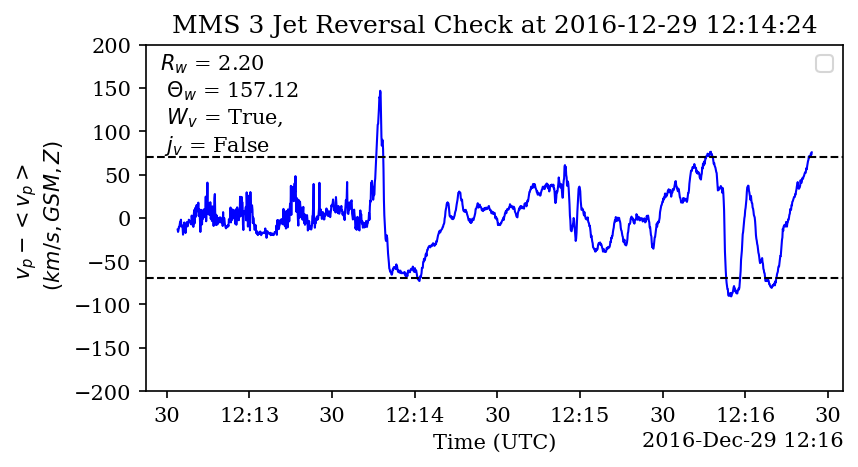 MMS 3 Jet Reversal Check at 2016-12-29 12:14:24
R_w = 2.20
Θ_w = 157.12
W_v = True,
j_v = False
v_p − < v_p >
(km/s, GSM, Z)
200
150
100
50
0
−50
−100
−150
−200
30 12:13 30 12:14 30 12:15 30 12:16 30
Time (UTC)
2016-Dec-29 12:16